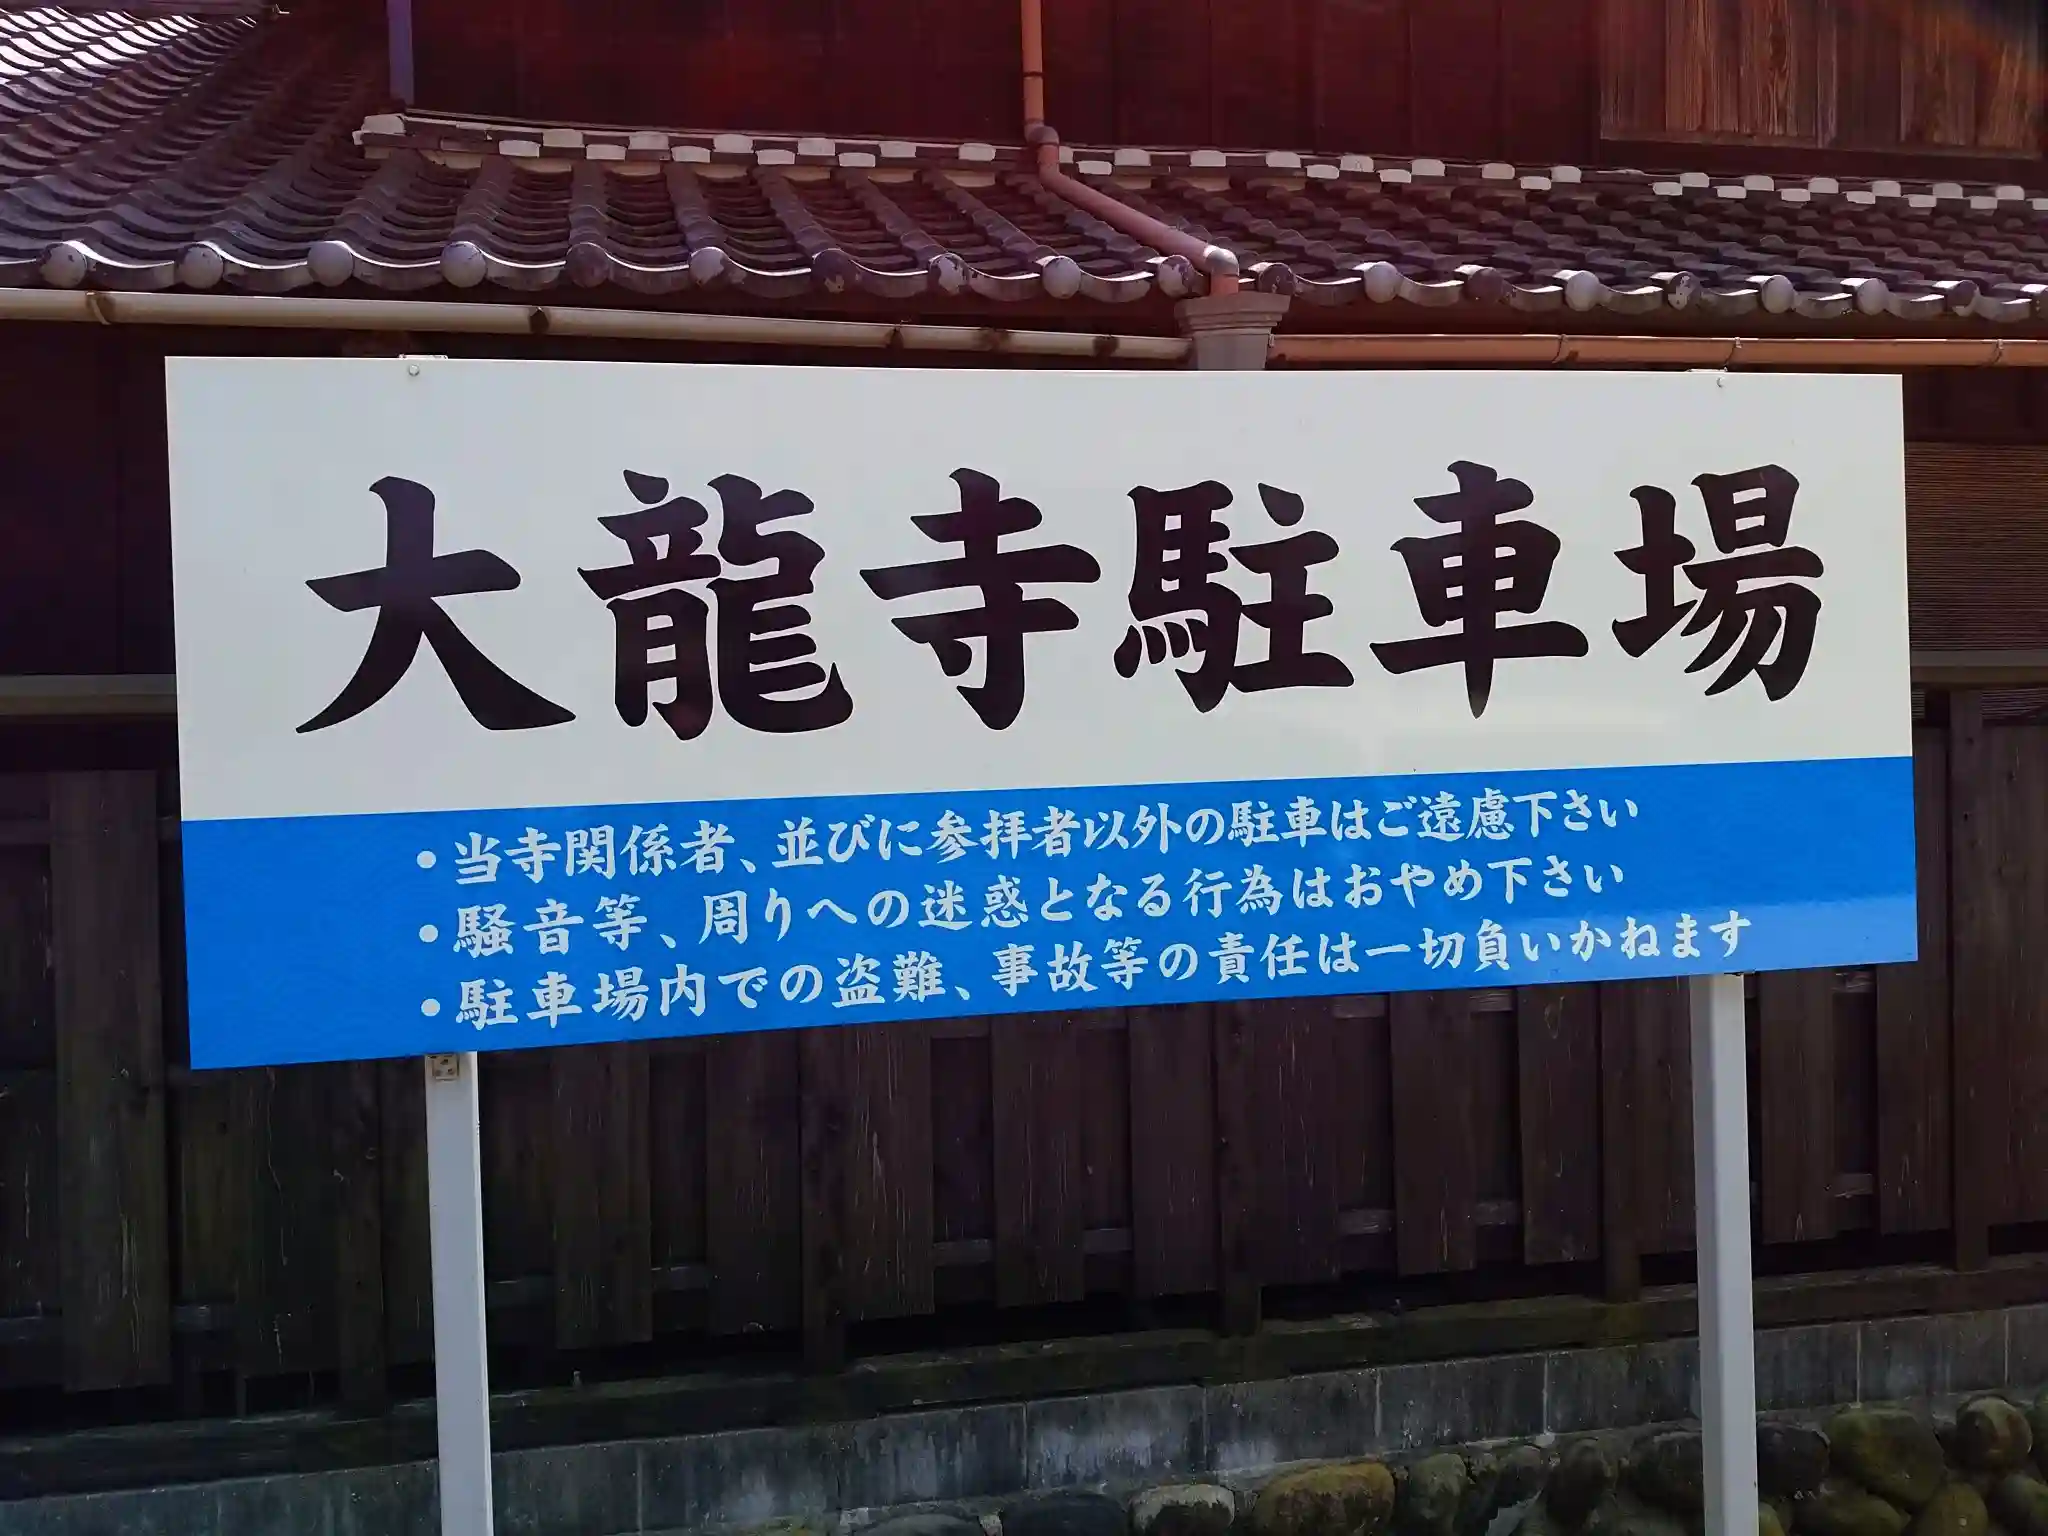 大龍寺駐車場
・当寺関係者、並びに参拝者以外の駐車はご遠慮下さい
・騒音等、周りへの迷惑となる行為はおやめ下さい
・駐車場内での盗難、事故等の責任は一切負いかねます